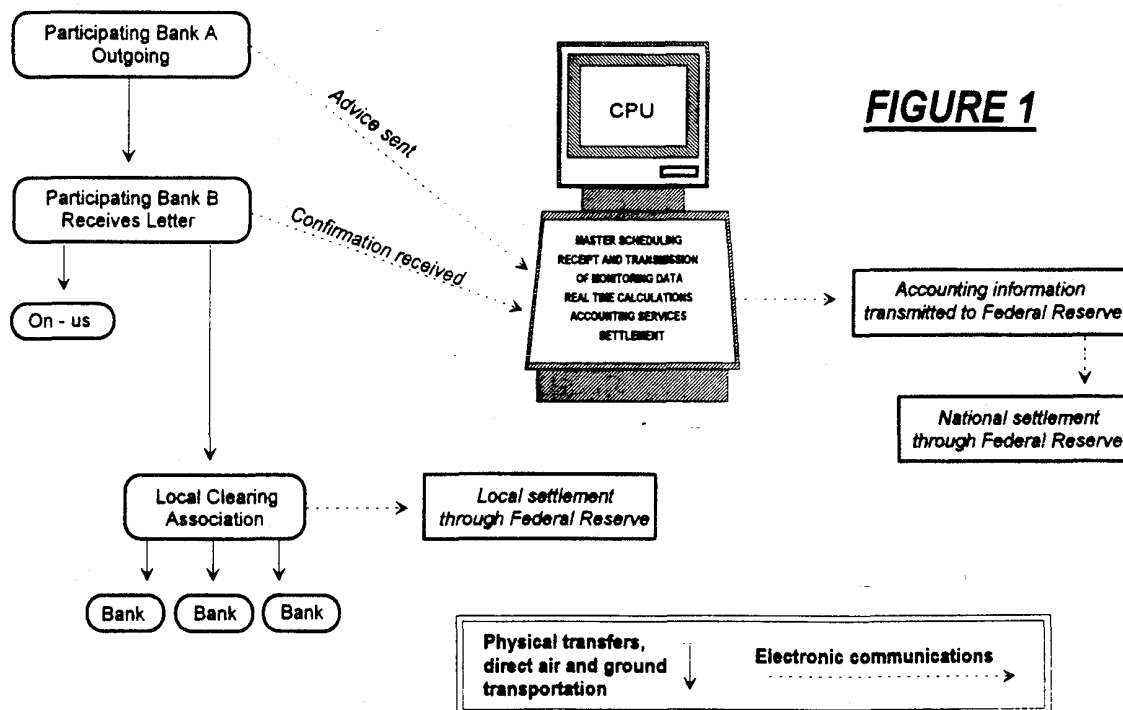 Participating Bank A
Outgoing
Advice sent
CPU
FIGURE 1
Participating Bank B
Receives Letter
Confirmation received
MASTER SCHEDULING
RECEIPT AND TRANSMISSION
OF MONITORING DATA
REAL TIME CALCULATIONS
ACCOUNTING SERVICES
SETTLEMENT
On - us
Accounting information
transmitted to Federal Reserve
National settlement
through Federal Reserve
Local Clearing
Association
Local settlement
through Federal Reserve
Bank
Bank
Bank
Physical transfers,
direct air and ground
transportation
Electronic communications